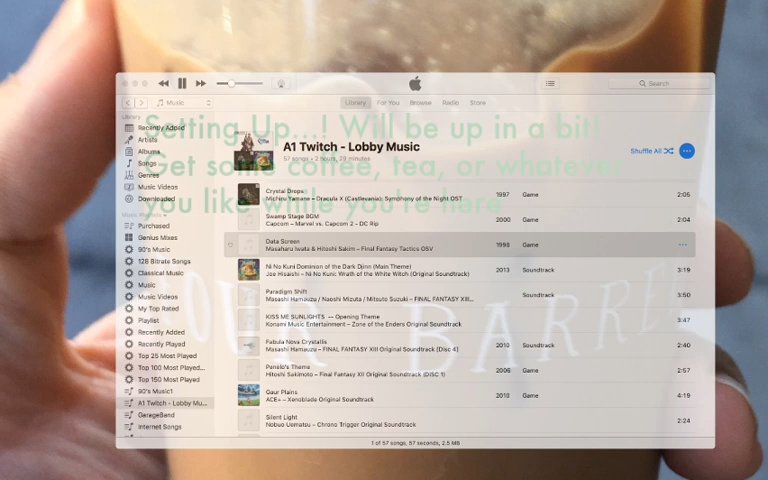 Search
Music
Library For You Browse Radio Store
Setting Up...! Will be up in a bit!
Get some coffee, tea, or whatever
you like while you're here.
A1 Twitch - Lobby Music
57 songs • 2 hours, 29 minutes
Shuffle All
Library
Recently Added
Artists
Albums
Songs
Genres
Music Videos
Downloaded
Music Playlists
Purchased
Genius Mixes
90's Music
128 Bitrate Songs
Classical Music
Music
Music Videos
My Top Rated
Playlist
Recently Added
Recently Played
Top 25 Most Played
Top 100 Most Played...
Top 150 Most Played
90's Music1
A1 Twitch - Lobby Mu...
GarageBand
Internet Songs
Crystal Drops 1997 Game 2:05
Michiru Yamane – Dracula X (Castlevania): Symphony of the Night OST
Swamp Stage BGM 2000 Game 2:04
Capcom – Marvel vs. Capcom 2 - DC Rip
Data Screen 1998 Game
Masaharu Iwata & Hitoshi Sakim – Final Fantasy Tactics OSV
Ni No Kuni Dominion of the Dark Djinn (Main Theme) 2013 Soundtrack 3:19
Joe Hisaishi – Ni No Kuni: Wrath of the White Witch (Original Soundtrack)
Paradigm Shift Soundtrack 3:50
Masashi Hamauzu / Naoshi Mizuta / Mitsuto Suzuki – FINAL FANTASY XIII...
KISS ME SUNLIGHTS -- Opening Theme 3:47
Konami Music Entertainment – Zone of the Enders Original Soundtrack
Fabula Nova Crystallis 2010 Soundtrack 2:40
Masashi Hamauzu – FINAL FANTASY XIII Original Soundtrack [Disc 4]
Penelo's Theme 2006 Game 2:57
Hitoshi Sakimoto – Final Fantasy XII Original Soundtrack (DISC 1)
Gaur Plains 2010 Game 4:19
ACE+ – Xenoblade Original Soundtrack
Silent Light 2:24
Nobuo Uematsu – Chrono Trigger Original Soundtrack
1 of 57 songs, 57 seconds, 2.5 MB
FOUR BARREL